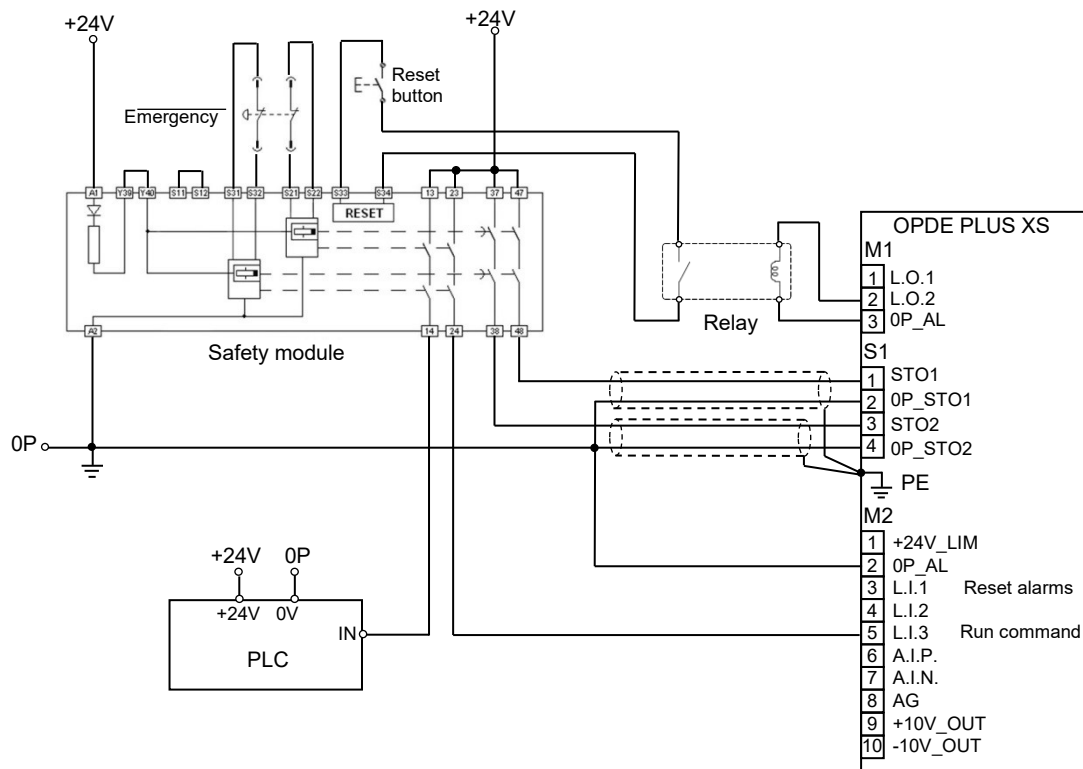 +24V
+24V
Reset
button
Emergency
A1 Y39 Y40 S11 S12 S31 S32 S21 S22 S33 S34 13 23 37 47
RESET
A2 14 24 38 48
Safety module
Relay
OPDE PLUS XS
M1
1 L.O.1
2 L.O.2
3 0P_AL
S1
1 STO1
2 0P_STO1
3 STO2
4 0P_STO2
PE
0P
M2
1 +24V_LIM
2 0P_AL
3 L.I.1 Reset alarms
4 L.I.2
5 L.I.3 Run command
6 A.I.P.
7 A.I.N.
8 AG
9 +10V_OUT
10 -10V_OUT
+24V 0P
+24V 0V
IN
PLC